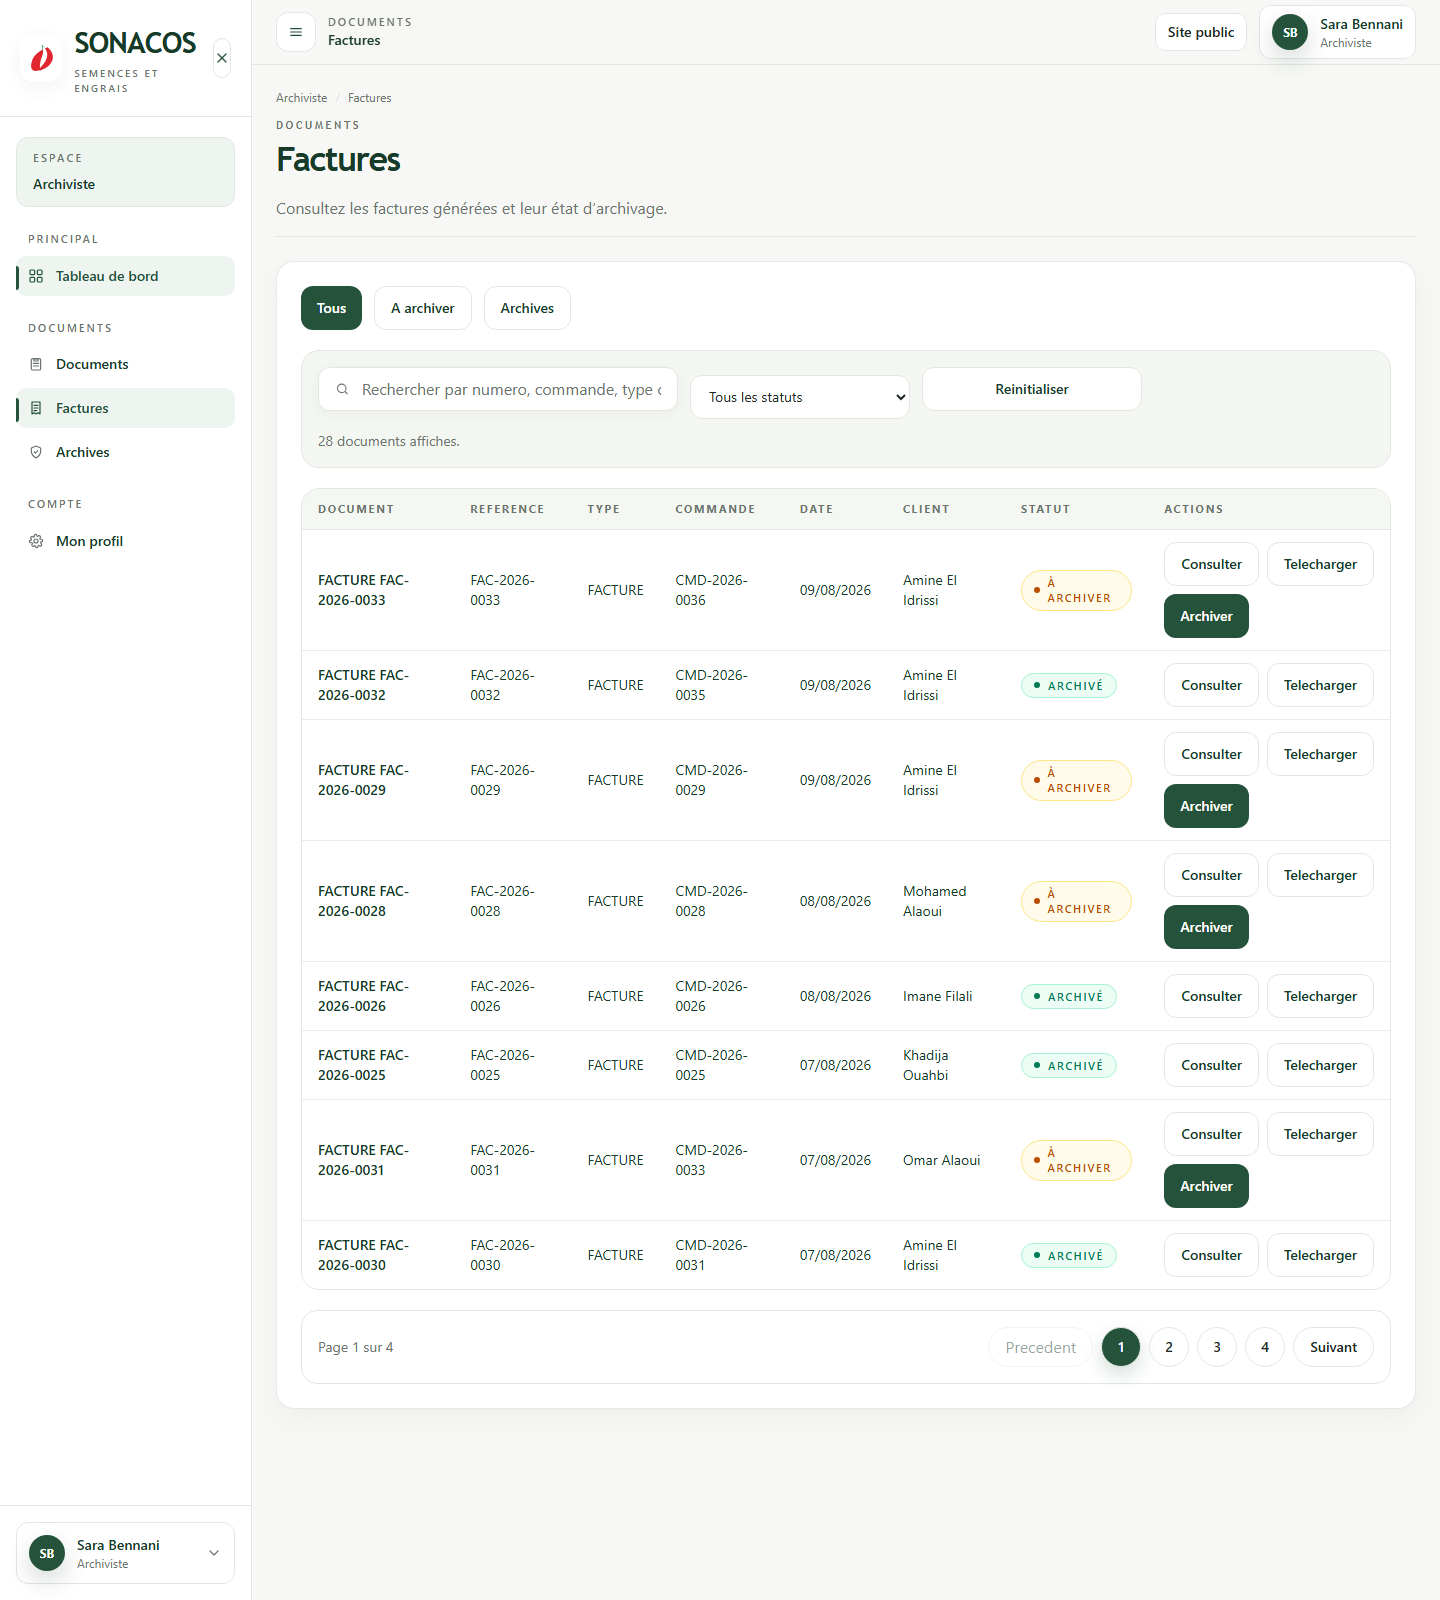 SONACOS
SEMENCES ET
ENGRAIS
ESPACE
Archiviste
PRINCIPAL
Tableau de bord
DOCUMENTS
Documents
Factures
Archives
COMPTE
Mon profil
SB
Sara Bennani
Archiviste
DOCUMENTS
Factures
Site public
SB
Sara Bennani
Archiviste
Archiviste / Factures
DOCUMENTS
Factures
Consultez les factures générées et leur état d'archivage.
Tous
A archiver
Archives
Rechercher par numero, commande, type c
Tous les statuts
Reinitialiser
28 documents affiches.
DOCUMENT REFERENCE TYPE COMMANDE DATE CLIENT STATUT ACTIONS
FACTURE FAC-
2026-0033
FAC-2026-
0033
FACTURE
CMD-2026-
0036
09/08/2026
Amine El
Idrissi
À
ARCHIVER
Consulter
Telecharger
Archiver
FACTURE FAC-
2026-0032
FAC-2026-
0032
FACTURE
CMD-2026-
0035
09/08/2026
Amine El
Idrissi
ARCHIVÉ
Consulter
Telecharger
FACTURE FAC-
2026-0029
FAC-2026-
0029
FACTURE
CMD-2026-
0029
09/08/2026
Amine El
Idrissi
À
ARCHIVER
Consulter
Telecharger
Archiver
FACTURE FAC-
2026-0028
FAC-2026-
0028
FACTURE
CMD-2026-
0028
08/08/2026
Mohamed
Alaoui
À
ARCHIVER
Consulter
Telecharger
Archiver
FACTURE FAC-
2026-0026
FAC-2026-
0026
FACTURE
CMD-2026-
0026
08/08/2026
Imane Filali
ARCHIVÉ
Consulter
Telecharger
FACTURE FAC-
2026-0025
FAC-2026-
0025
FACTURE
CMD-2026-
0025
07/08/2026
Khadija
Ouahbi
ARCHIVÉ
Consulter
Telecharger
FACTURE FAC-
2026-0031
FAC-2026-
0031
FACTURE
CMD-2026-
0033
07/08/2026
Omar Alaoui
À
ARCHIVER
Consulter
Telecharger
Archiver
FACTURE FAC-
2026-0030
FAC-2026-
0030
FACTURE
CMD-2026-
0031
07/08/2026
Amine El
Idrissi
ARCHIVÉ
Consulter
Telecharger
Page 1 sur 4
Precedent
1
2
3
4
Suivant